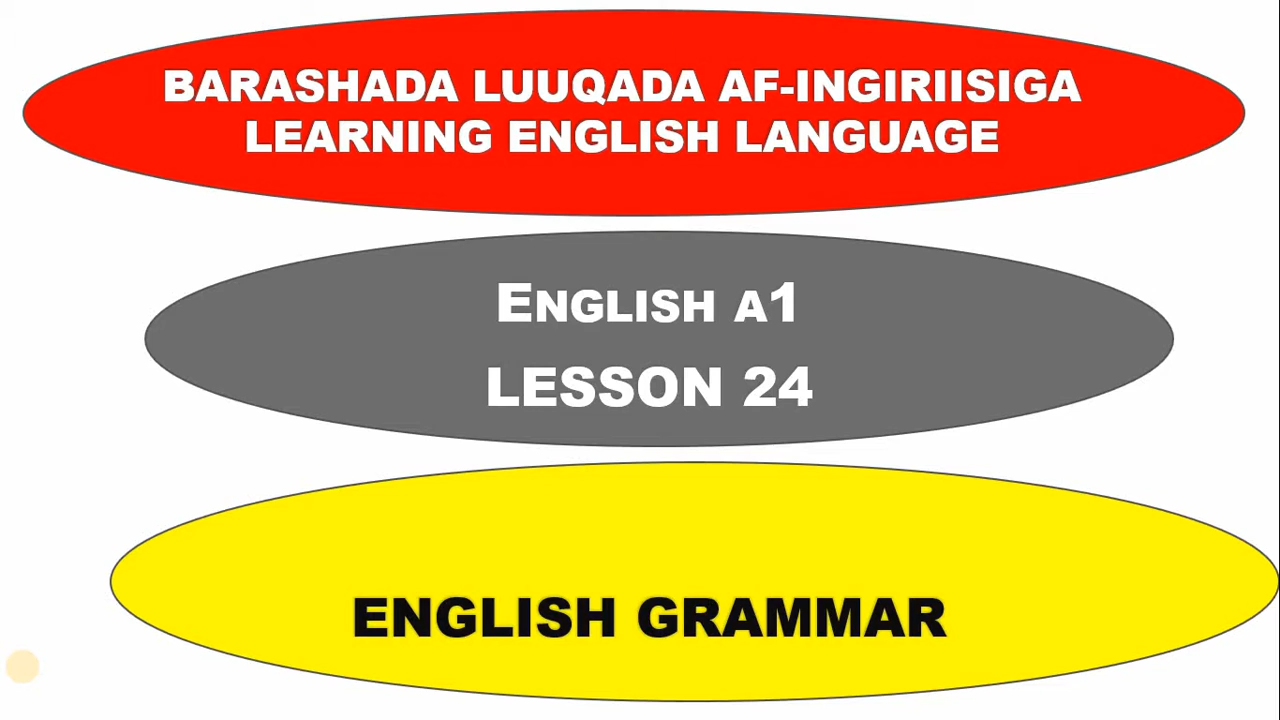 BARASHADA LUUQADA AF-INGIRIISIGA
LEARNING ENGLISH LANGUAGE
ENGLISH A1
LESSON 24
ENGLISH GRAMMAR